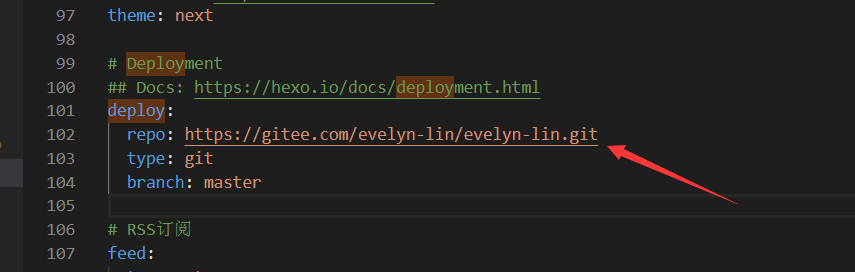 97 theme: next
98
99 # Deployment
100 ## Docs: https://hexo.io/docs/deployment.html
101 deploy:
102 repo: https://gitee.com/evelyn-lin/evelyn-lin.git
103 type: git
104 branch: master
105
106 # RSS订阅
107 feed: